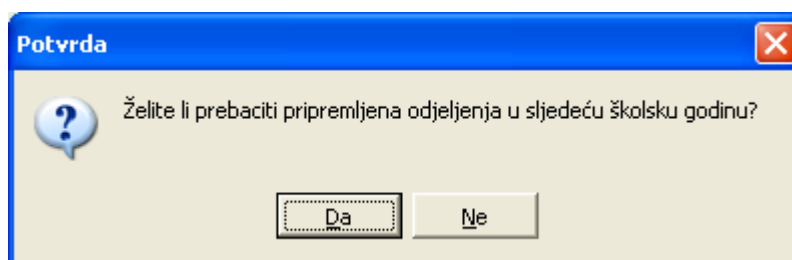 Potvrda
Želite li prebaciti pripremljena odjeljenja u sljedeću školsku godinu?
Da
Ne